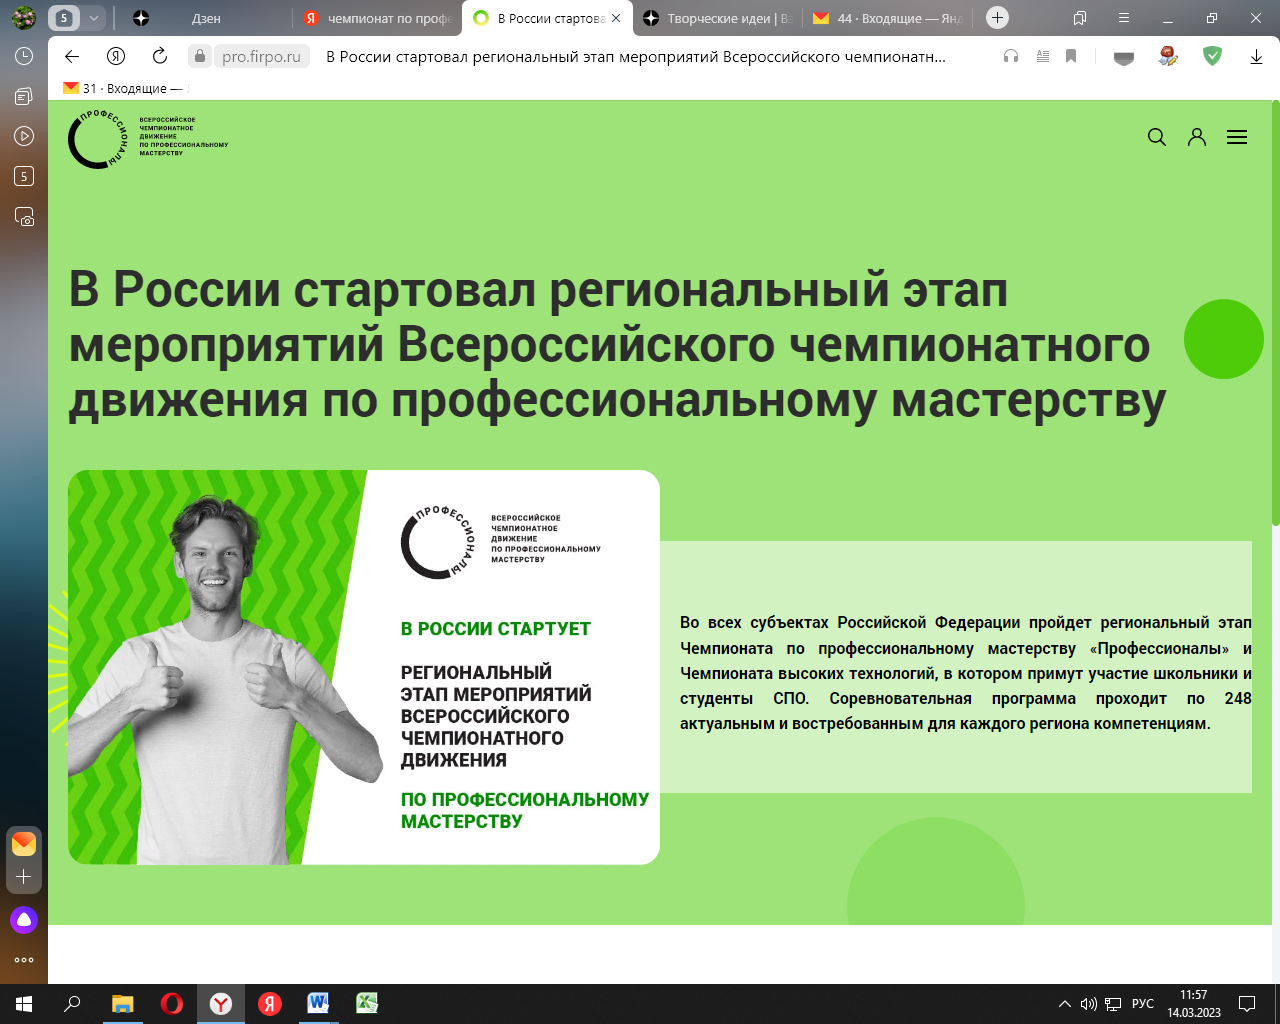 5
Дзен
чемпионат по профе
В России стартова
Творческие идеи | Вз
44 · Входящие — Янд
pro.firpo.ru
В России стартовал региональный этап мероприятий Всероссийского чемпионатн...
31 · Входящие —
5
ПРОФЕССИОНАЛЫ
ВСЕРОССИЙСКОЕ
ЧЕМПИОНАТНОЕ
ДВИЖЕНИЕ
ПО ПРОФЕССИОНАЛЬНОМУ
МАСТЕРСТВУ
В России стартовал региональный этап
мероприятий Всероссийского чемпионатного
движения по профессиональному мастерству
ПРОФЕССИОНАЛЫ
ВСЕРОССИЙСКОЕ
ЧЕМПИОНАТНОЕ
ДВИЖЕНИЕ
ПО ПРОФЕССИОНАЛЬНОМУ
МАСТЕРСТВУ
В РОССИИ СТАРТУЕТ
РЕГИОНАЛЬНЫЙ
ЭТАП МЕРОПРИЯТИЙ
ВСЕРОССИЙСКОГО
ЧЕМПИОНАТНОГО
ДВИЖЕНИЯ
ПО ПРОФЕССИОНАЛЬНОМУ
МАСТЕРСТВУ
Во всех субъектах Российской Федерации пройдет региональный этап
Чемпионата по профессиональному мастерству «Профессионалы» и
Чемпионата высоких технологий, в котором примут участие школьники и
студенты СПО. Соревновательная программа проходит по 248
актуальным и востребованным для каждого региона компетенциям.
РУС
11:57
14.03.2023